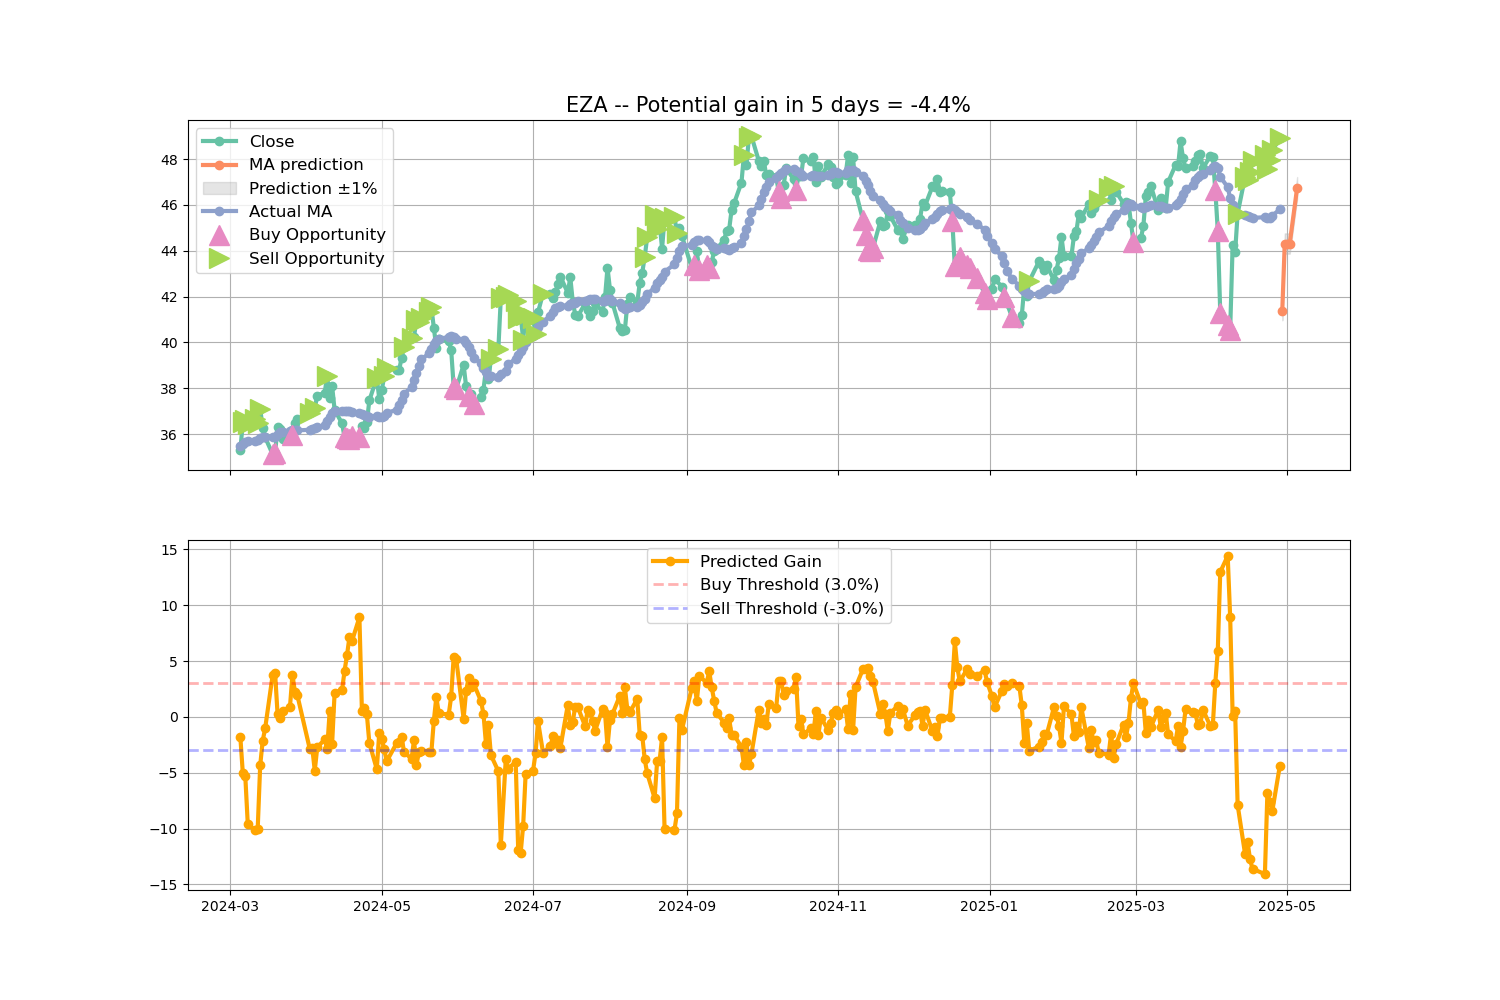 EZA -- Potential gain in 5 days = -4.4%
Close
MA prediction
Prediction ±1%
Actual MA
Buy Opportunity
Sell Opportunity
48
46
44
42
40
38
36
Predicted Gain
Buy Threshold (3.0%)
Sell Threshold (-3.0%)
15
10
5
0
−5
−10
−15
2024-03
2024-05
2024-07
2024-09
2024-11
2025-01
2025-03
2025-05